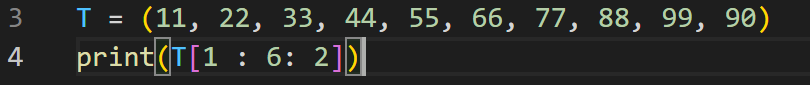 3 T = (11, 22, 33, 44, 55, 66, 77, 88, 99, 90)
4 print(T[1 : 6: 2])